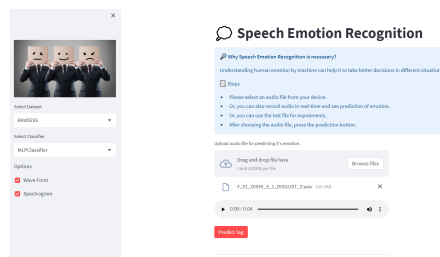 ×
Select Dataset
RAVDESS
Select Classifier
MLPClassifier
Options
Wave Form
Spectrogram
Speech Emotion Recognition
Why Speech Emotion Recognition is necessary?
Understanding human emotion by machine can help it to take better decisions in different situation
Steps
Please select an audio file from your device.
Or, you can also record audio in real-time and see prediction of emotion.
Or, you can use the test file for experiments.
After choosing the audio file, press the prediction button.
Upload audio for predicting it's emotion.
Drag and drop file here
Limit 200MB per file
Browse files
0:00 / 0:04
Predict Tag